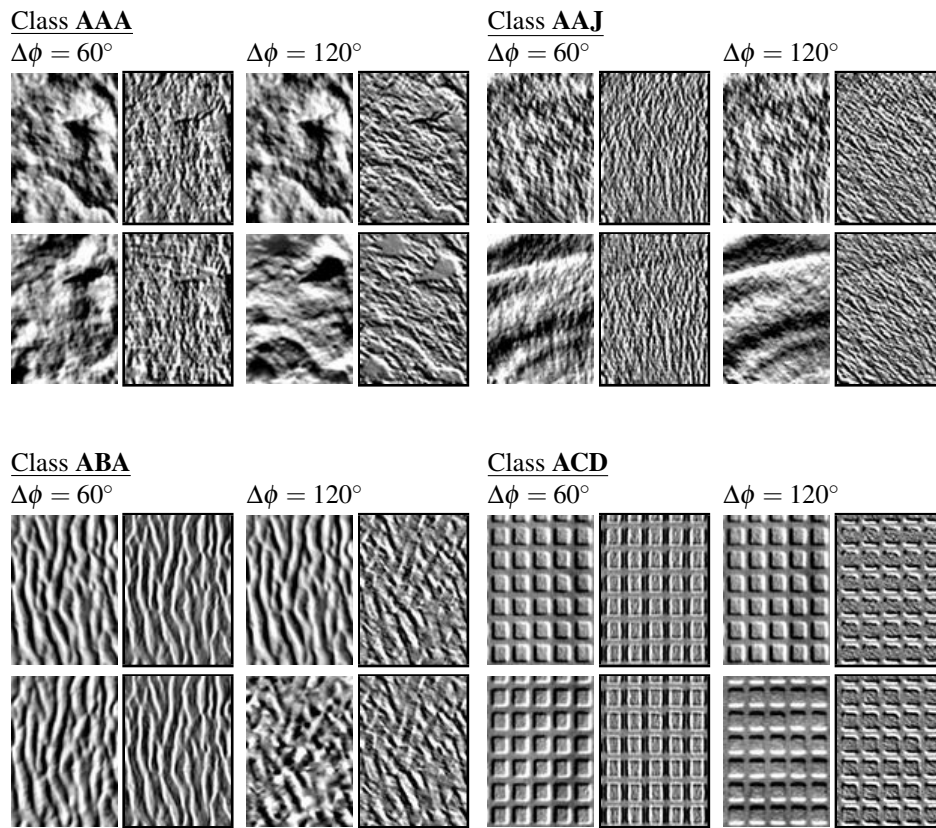 Class AAA
Δϕ = 60° Δϕ = 120°
Class AAJ
Δϕ = 60° Δϕ = 120°
Class ABA
Δϕ = 60° Δϕ = 120°
Class ACD
Δϕ = 60° Δϕ = 120°